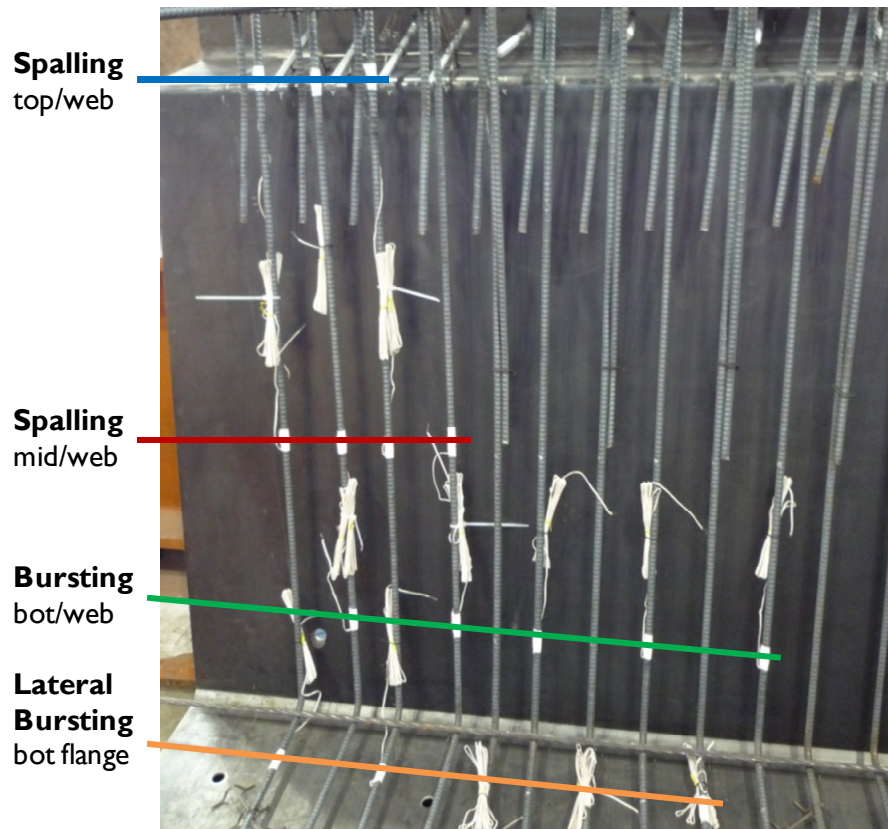 Spalling
top/web
Spalling
mid/web
Bursting
bot/web
Lateral
Bursting
bot flange